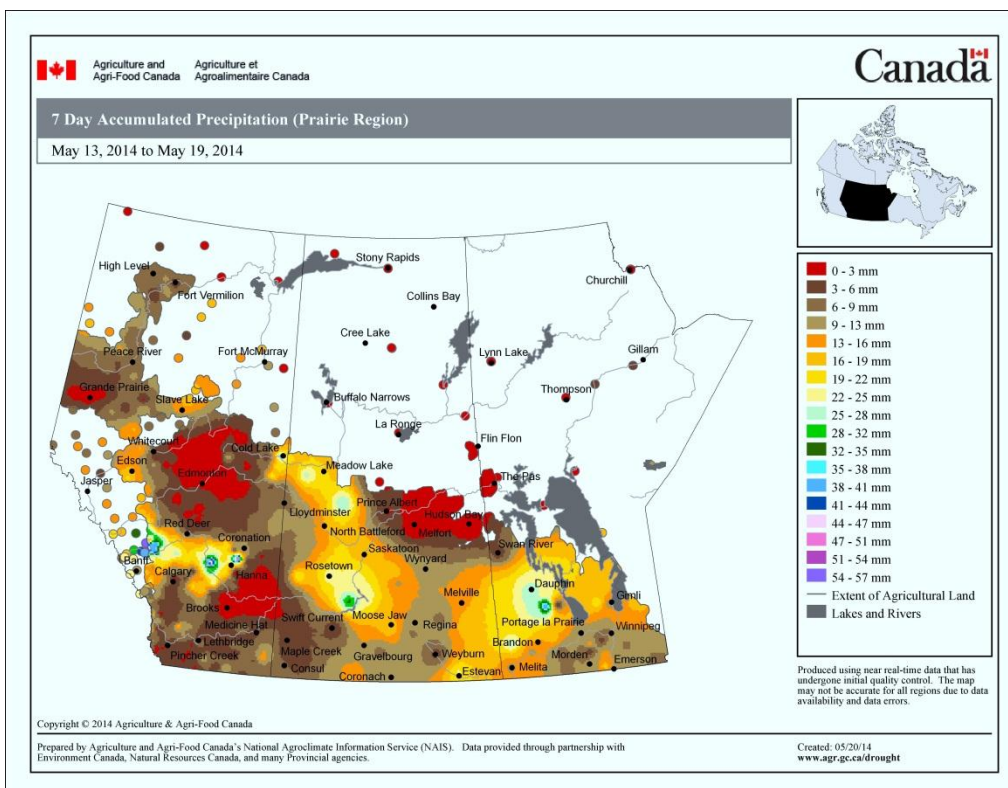 Agriculture and Agriculture et
Agri-Food Canada Agroalimentaire Canada
Canada
7 Day Accumulated Precipitation (Prairie Region)
May 13, 2014 to May 19, 2014
High Level
Fort Vermilion
Stony Rapids
Churchill
Collins Bay
Cree Lake
Peace River
Fort McMurray
Lynn Lake
Gillam
Grande Prairie
Slave Lake
Buffalo Narrows
Thompson
La Ronge
Flin Flon
Whitecourt
Cold Lake
Edson
Meadow Lake
Jasper
Edmonton
The Pas
Lloydminster
Prince Albert
Hudson Bay
Melfort
Red Deer
North Battleford
Coronation
Saskatoon
Swan River
Banff
Calgary
Hanna
Rosetown
Wynyard
Dauphin
Gimli
Brooks
Melville
Medicine Hat
Swift Current
Moose Jaw
Regina
Portage la Prairie
Winnipeg
Lethbridge
Pincher Creek
Maple Creek
Gravelbourg
Weyburn
Brandon
Morden
Emerson
Consul
Coronach
Estevan
Melita
0 - 3 mm
3 - 6 mm
6 - 9 mm
9 - 13 mm
13 - 16 mm
16 - 19 mm
19 - 22 mm
22 - 25 mm
25 - 28 mm
28 - 32 mm
32 - 35 mm
35 - 38 mm
38 - 41 mm
41 - 44 mm
44 - 47 mm
47 - 51 mm
51 - 54 mm
54 - 57 mm
Extent of Agricultural Land
Lakes and Rivers
Produced using near real-time data that has
undergone initial quality control. The map
may not be accurate for all regions due to data
availability and data errors.
Copyright © 2014 Agriculture & Agri-Food Canada
Prepared by Agriculture and Agri-Food Canada's National Agroclimate Information Service (NAIS). Data provided through partnership with
Environment Canada, Natural Resources Canada, and many Provincial agencies.
Created: 05/20/14
www.agr.gc.ca/drought